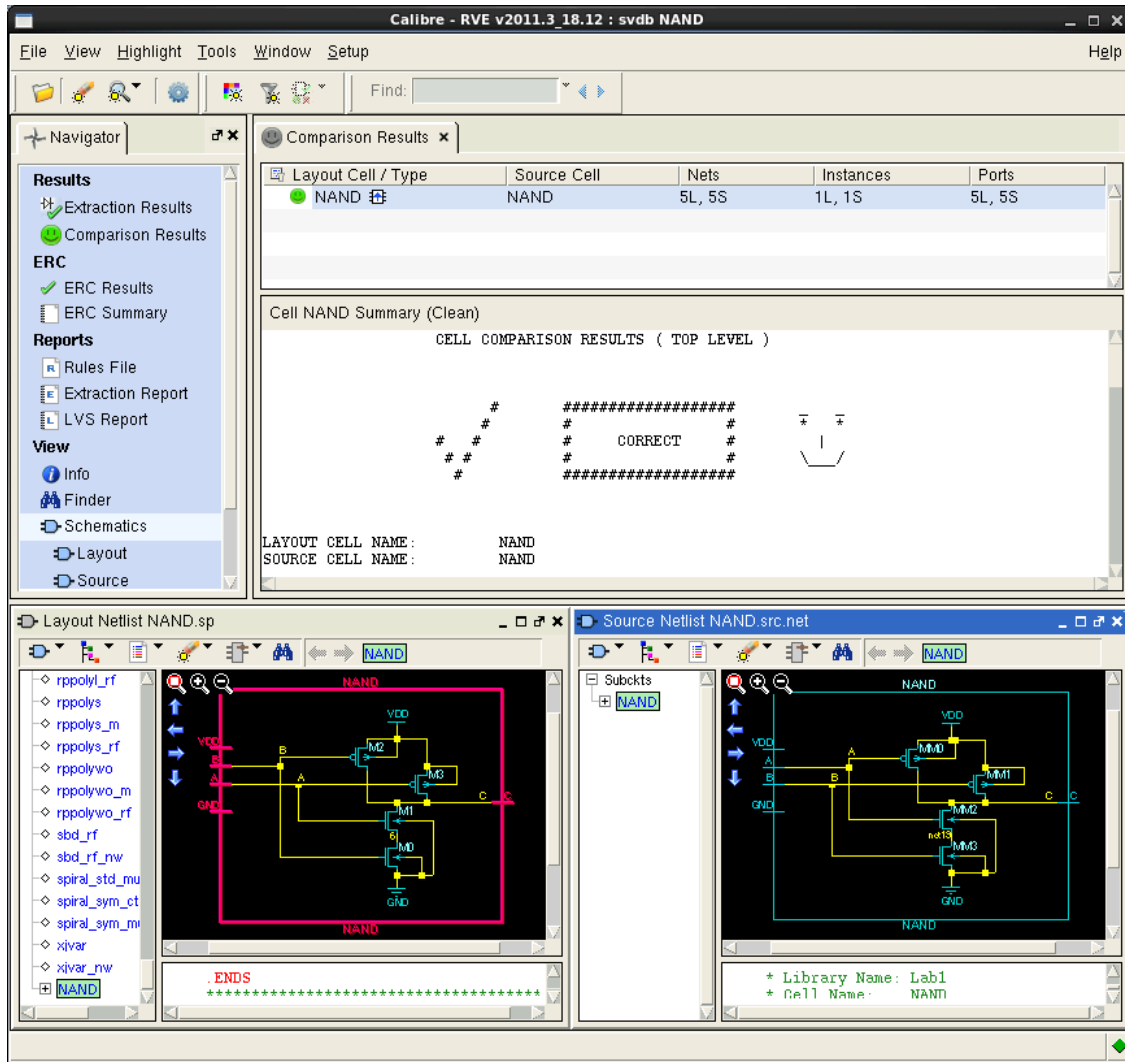 Calibre - RVE v2011.3_18.12 : svdb NAND
File View Highlight Tools Window Setup Help
Find:
Navigator
Results
Extraction Results
Comparison Results
ERC
ERC Results
ERC Summary
Reports
Rules File
Extraction Report
LVS Report
View
Info
Finder
Schematics
Layout
Source
Comparison Results
Layout Cell / Type Source Cell Nets Instances Ports
NAND NAND 5L, 5S 1L, 1S 5L, 5S
Cell NAND Summary (Clean)
CELL COMPARISON RESULTS ( TOP LEVEL )
# ################### _ _
# # # * *
# # # CORRECT # |
# # # # \___/
# ###################
LAYOUT CELL NAME: NAND
SOURCE CELL NAME: NAND
Layout Netlist NAND.sp
NAND
rppolyl_rf
rppolys
rppolys_m
rppolys_rf
rppolywo
rppolywo_m
rppolywo_rf
sbd_rf
sbd_rf_nw
spiral_std_mu
spiral_sym_ct
spiral_sym_m
xjvar
xjvar_nw
NAND
NAND
VDD
M2
VDD
B
B
A
A
M3
C
C
GND
M1
6
M0
GND
NAND
.ENDS
*************************************
Source Netlist NAND.src.net
NAND
Subckts
NAND
NAND
VDD
MM0
VDD
A
A
B
B
MM1
C
C
GND
MM2
net13
MM3
GND
NAND
* Library Name: Lab1
* Cell Name: NAND